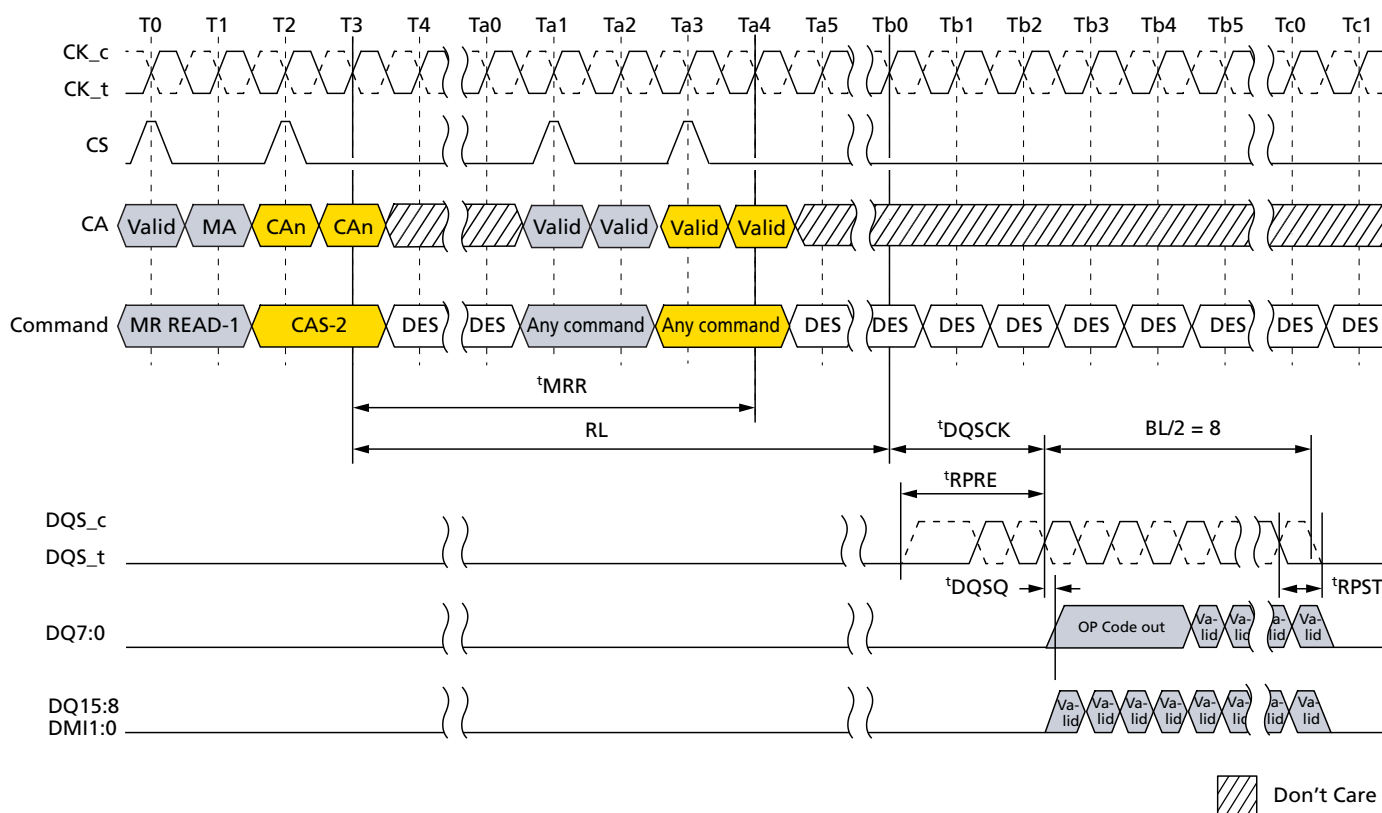 T0 T1 T2 T3 T4 Ta0 Ta1 Ta2 Ta3 Ta4 Ta5 Tb0 Tb1 Tb2 Tb3 Tb4 Tb5 Tc0 Tc1
CK_c
CK_t
CS
CA Valid MA CAn CAn Valid Valid Valid Valid
Command MR READ-1 CAS-2 DES DES Any command Any command DES DES DES DES DES DES DES DES DES
tMRR
RL tDQSCK BL/2 = 8
tRPRE
DQS_c
DQS_t
tDQSQ tRPST
DQ7:0 OP Code out Va-lid Va-lid a-lid Va-lid
DQ15:8
DMI1:0 Va-lid Va-lid Va-lid Va-lid Va-lid Va-lid a-lid Va-lid
Don't Care